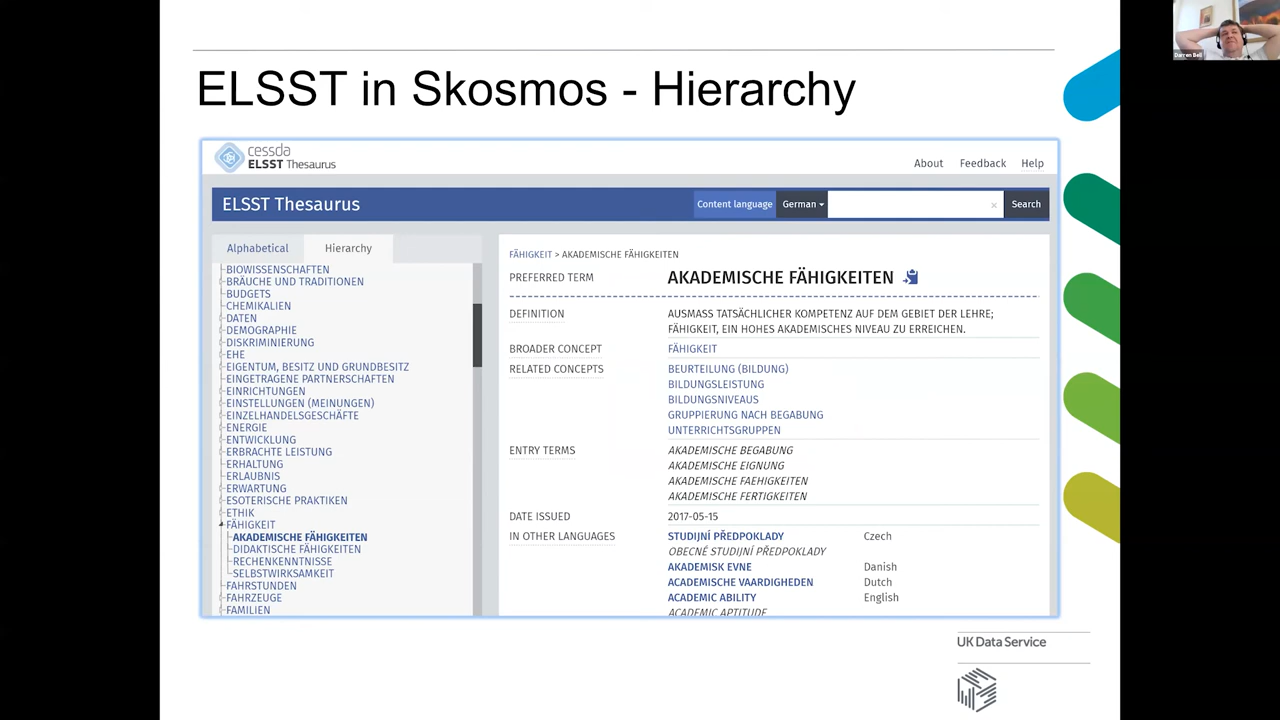 Darren Bell
ELSST in Skosmos - Hierarchy
cessda
ELSST Thesaurus
About Feedback Help
ELSST Thesaurus
Content language German × Search
Alphabetical Hierarchy
BIOWISSENSCHAFTEN
BRÄUCHE UND TRADITIONEN
BUDGETS
CHEMIKALIEN
DATEN
DEMOGRAPHIE
DISKRIMINIERUNG
EHE
EIGENTUM, BESITZ UND GRUNDBESITZ
EINGETRAGENE PARTNERSCHAFTEN
EINRICHTUNGEN
EINSTELLUNGEN (MEINUNGEN)
EINZELHANDELSGESCHÄFTE
ENERGIE
ENTWICKLUNG
ERBRACHTE LEISTUNG
ERHALTUNG
ERLAUBNIS
ERWARTUNG
ESOTERISCHE PRAKTIKEN
ETHIK
FÄHIGKEIT
AKADEMISCHE FÄHIGKEITEN
DIDAKTISCHE FÄHIGKEITEN
RECHENKENNTNISSE
SELBSTWIRKSAMKEIT
FAHRSTUNDEN
FAHRZEUGE
FAMILIEN
FÄHIGKEIT > AKADEMISCHE FÄHIGKEITEN
PREFERRED TERM AKADEMISCHE FÄHIGKEITEN
DEFINITION AUSMASS TATSÄCHLICHER KOMPETENZ AUF DEM GEBIET DER LEHRE;
FÄHIGKEIT, EIN HOHES AKADEMISCHES NIVEAU ZU ERREICHEN.
BROADER CONCEPT FÄHIGKEIT
RELATED CONCEPTS BEURTEILUNG (BILDUNG)
BILDUNGSLEISTUNG
BILDUNGSNIVEAUS
GRUPPIERUNG NACH BEGABUNG
UNTERRICHTSGRUPPEN
ENTRY TERMS AKADEMISCHE BEGABUNG
AKADEMISCHE EIGNUNG
AKADEMISCHE FAEHIGKEITEN
AKADEMISCHE FERTIGKEITEN
DATE ISSUED 2017-05-15
IN OTHER LANGUAGES STUDIJNÍ PŘEDPOKLADY Czech
OBECNÉ STUDIJNÍ PŘEDPOKLADY
AKADEMISK EVNE Danish
ACADEMISCHE VAARDIGHEDEN Dutch
ACADEMIC ABILITY English
ACADEMIC APTITUDE
UK Data Service